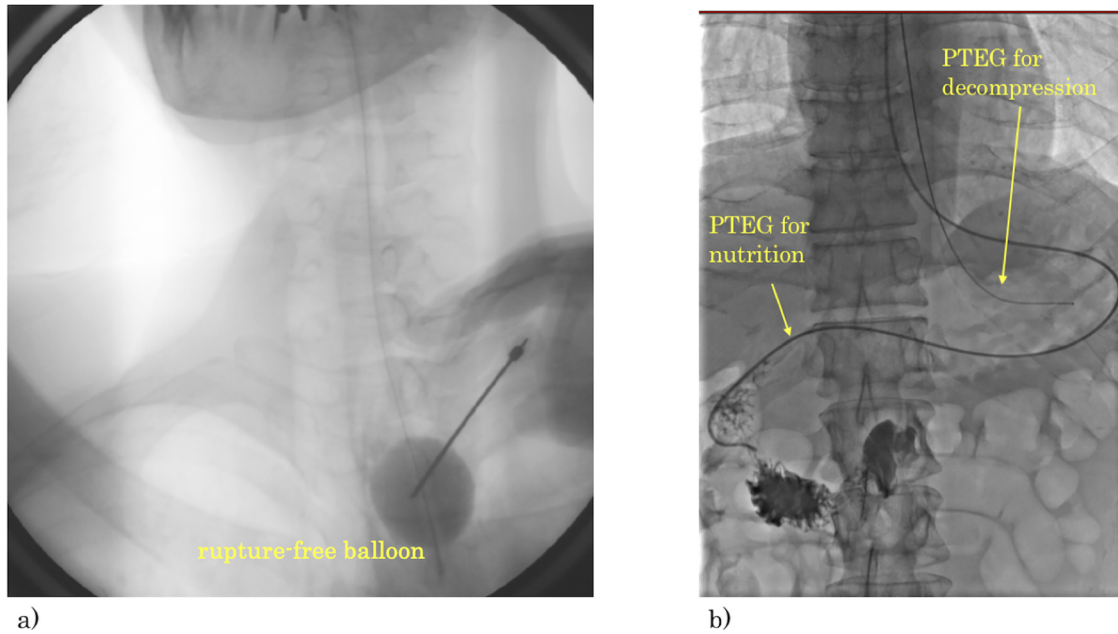 rupture-free balloon
a)
PTEG for
decompression
PTEG for
nutrition
b)